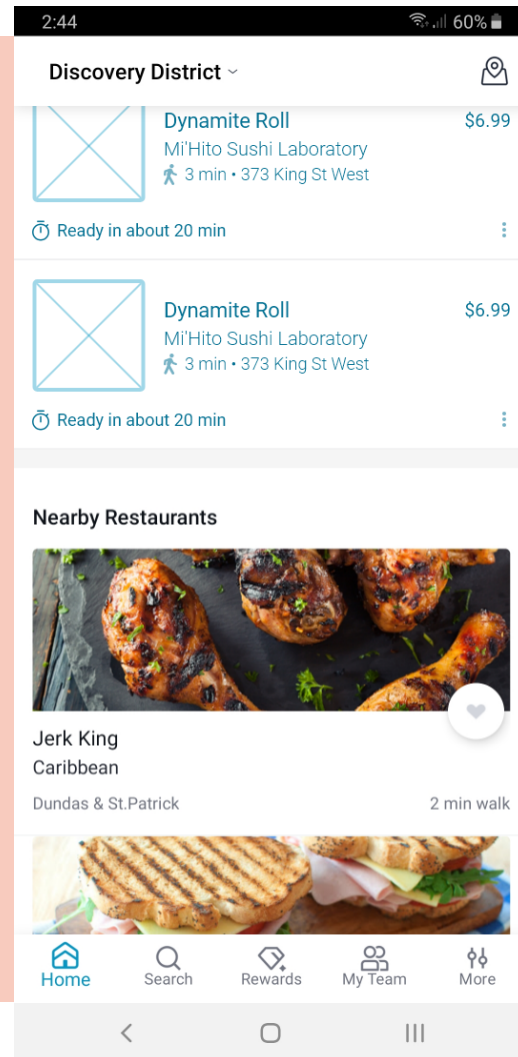 2:44 60%
Discovery District
Dynamite Roll $6.99
Mi'Hito Sushi Laboratory
3 min • 373 King St West
Ready in about 20 min
Dynamite Roll $6.99
Mi'Hito Sushi Laboratory
3 min • 373 King St West
Ready in about 20 min
Nearby Restaurants
Jerk King
Caribbean
Dundas & St.Patrick 2 min walk
Home Search Rewards My Team More